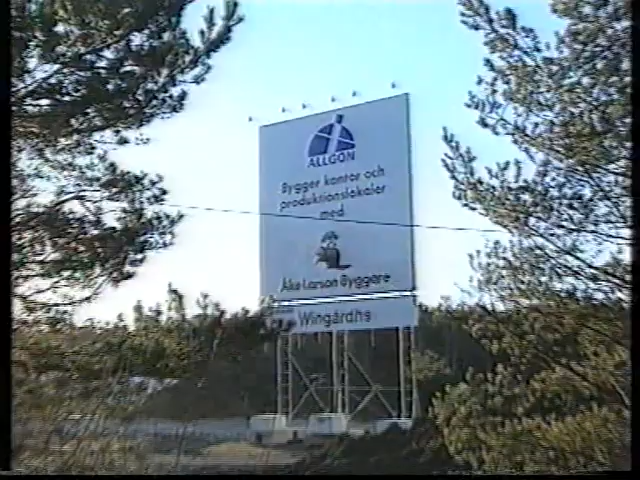 ALLGON
Bygger kontor och
produktionslokaler
med
Åke Larson Byggare
Wingårdhs